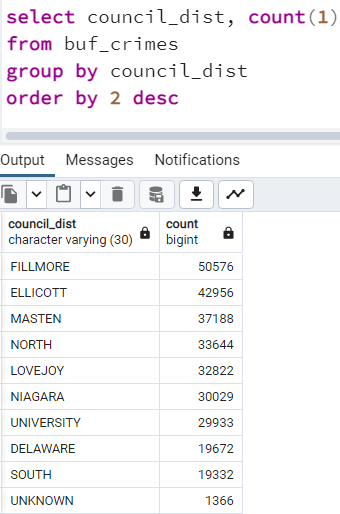 select council_dist, count(1)
from buf_crimes
group by council_dist
order by 2 desc
Output Messages Notifications
council_dist count
character varying (30) bigint
FILLMORE 50576
ELLICOTT 42956
MASTEN 37188
NORTH 33644
LOVEJOY 32822
NIAGARA 30029
UNIVERSITY 29933
DELAWARE 19672
SOUTH 19332
UNKNOWN 1366